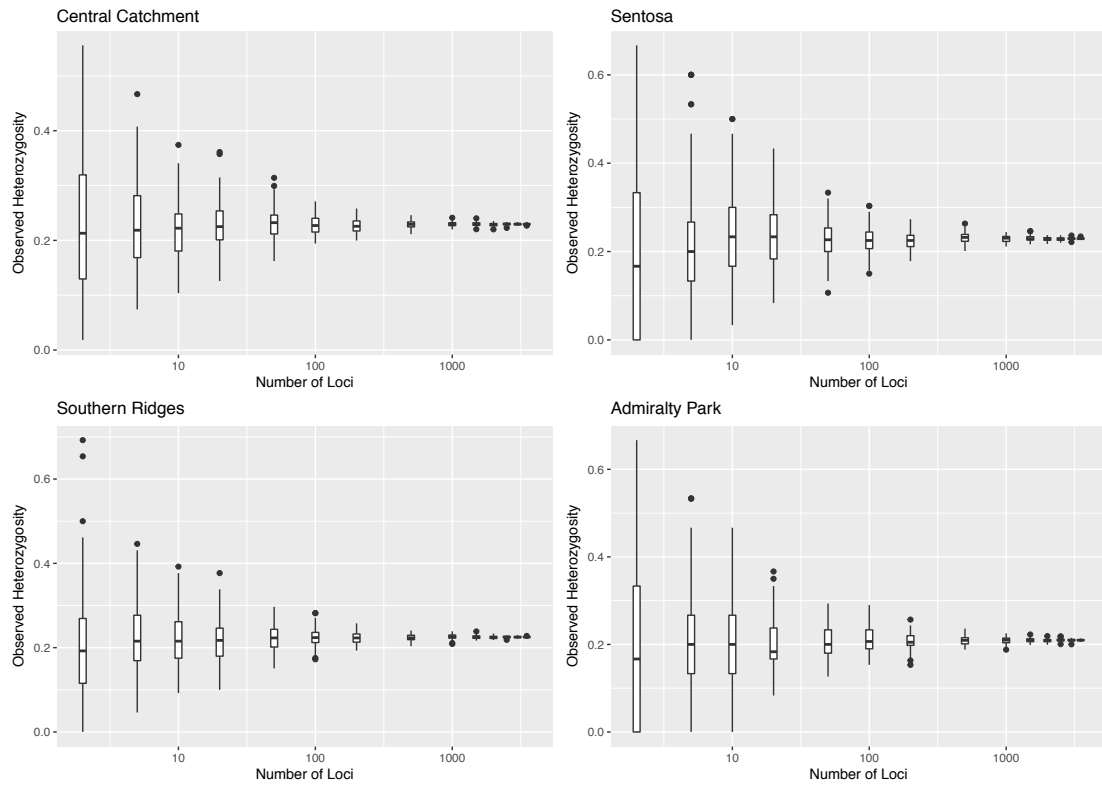 Central Catchment
Observed Heterozygosity
0.4
0.2
0.0
10
100
1000
Number of Loci
Sentosa
Observed Heterozygosity
0.6
0.4
0.2
0.0
10
100
1000
Number of Loci
Southern Ridges
Observed Heterozygosity
0.6
0.4
0.2
0.0
10
100
1000
Number of Loci
Admiralty Park
Observed Heterozygosity
0.6
0.4
0.2
0.0
10
100
1000
Number of Loci